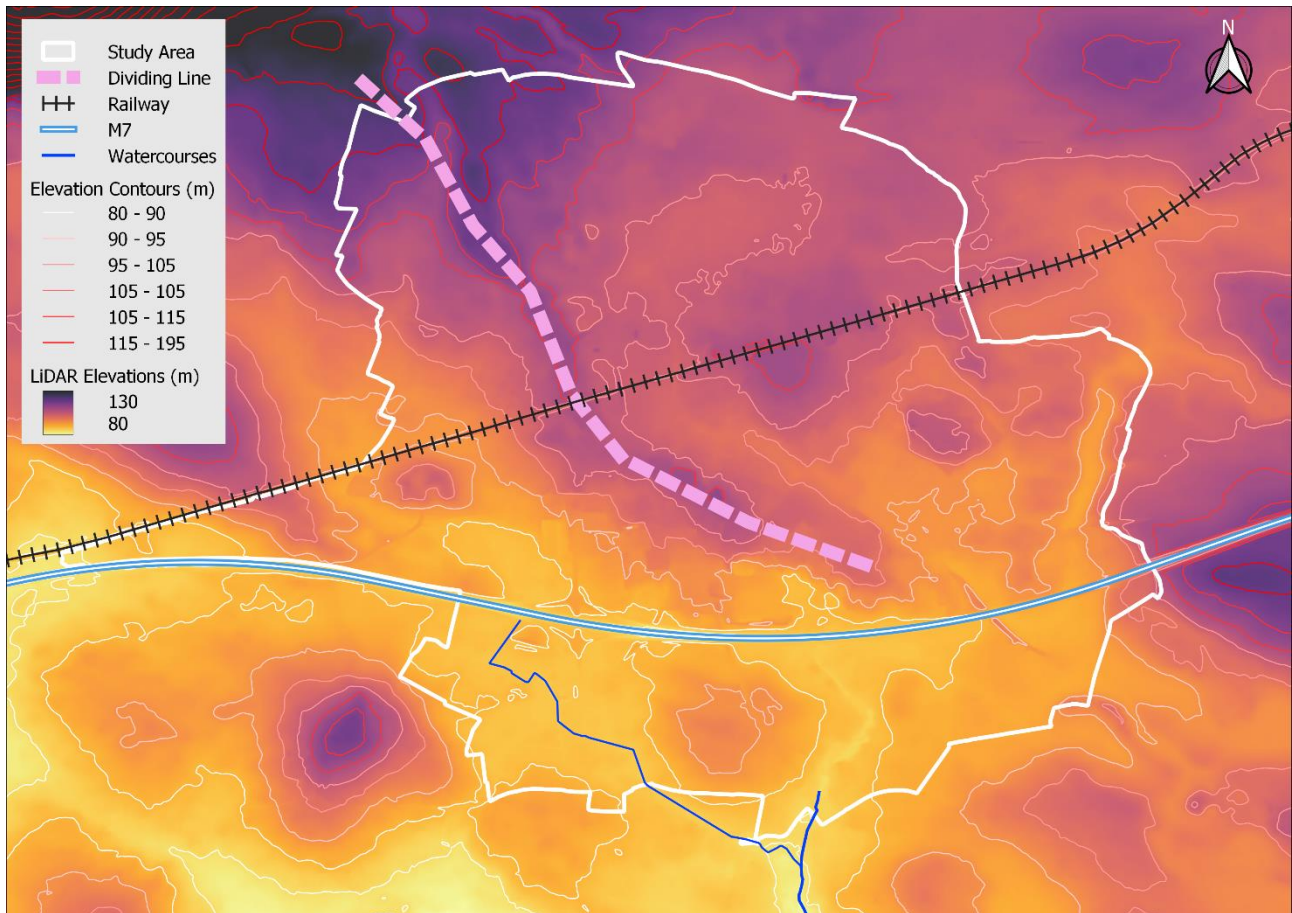 Study Area
Dividing Line
Railway
M7
Watercourses
Elevation Contours (m)
80 - 90
90 - 95
95 - 105
105 - 105
105 - 115
115 - 195
LiDAR Elevations (m)
130
80
N